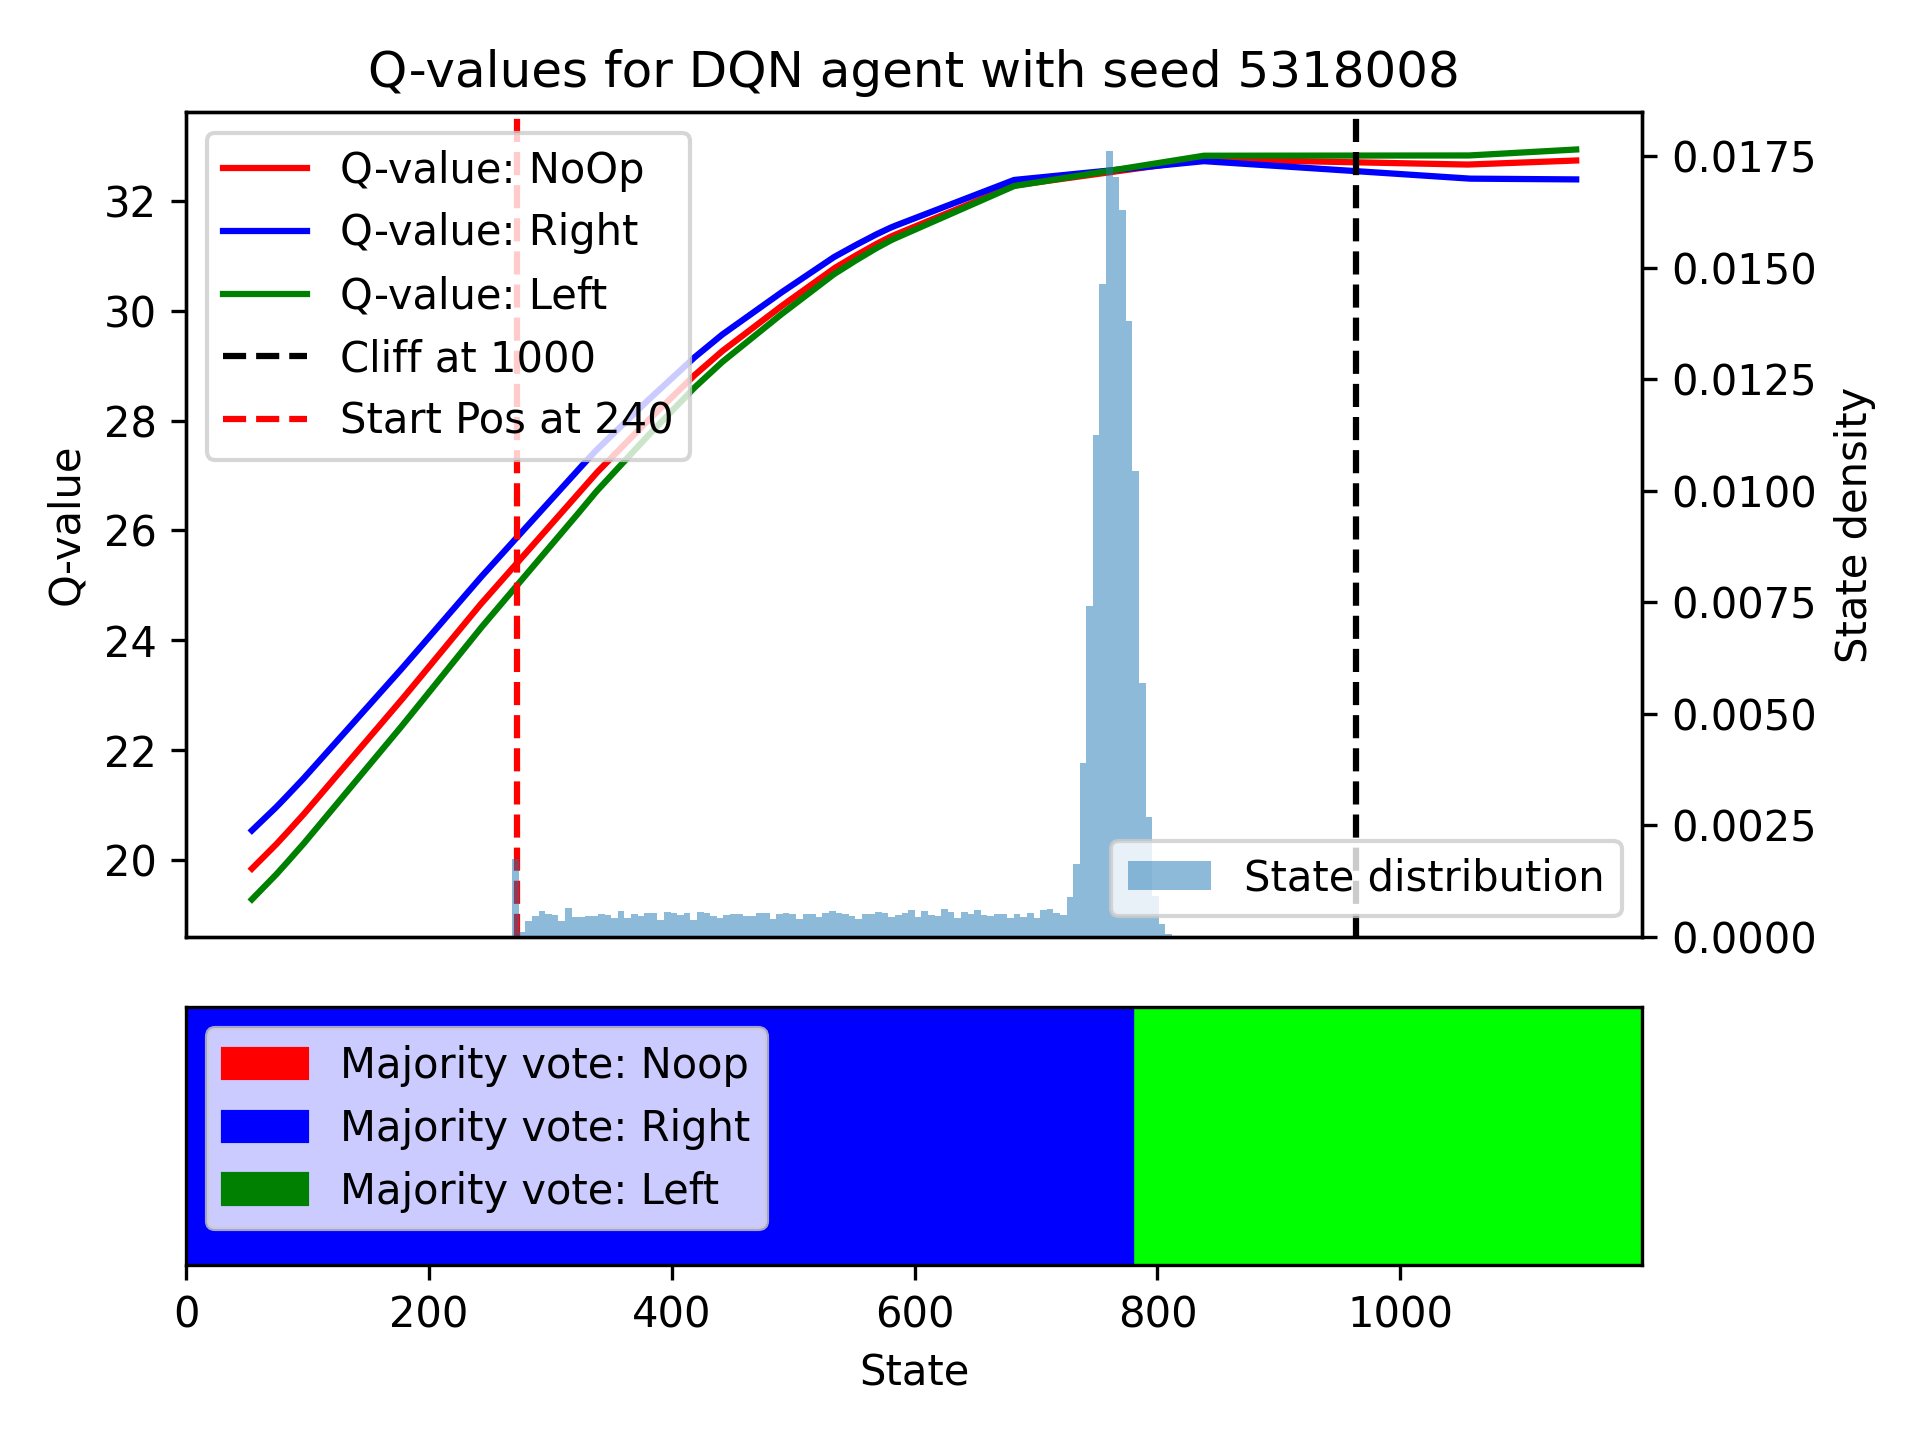 Q-values for DQN agent with seed 5318008
Q-value: NoOp
Q-value: Right
Q-value: Left
Cliff at 1000
Start Pos at 240
32
30
28
26
24
22
20
Q-value
0.0175
0.0150
0.0125
0.0100
0.0075
0.0050
0.0025
0.0000
State density
State distribution
Majority vote: Noop
Majority vote: Right
Majority vote: Left
0 200 400 600 800 1000
State